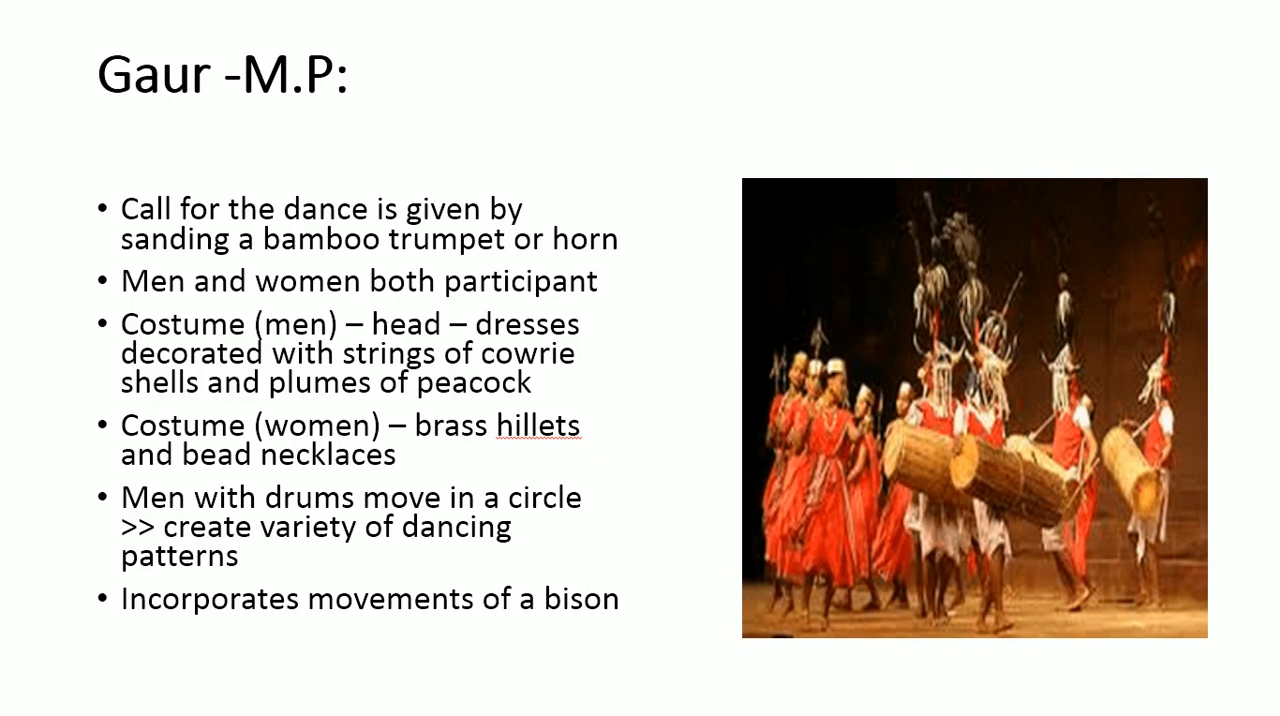 Gaur -M.P:
• Call for the dance is given by
sanding a bamboo trumpet or horn
• Men and women both participant
• Costume (men) – head – dresses
decorated with strings of cowrie
shells and plumes of peacock
• Costume (women) – brass hillets
and bead necklaces
• Men with drums move in a circle
>> create variety of dancing
patterns
• Incorporates movements of a bison